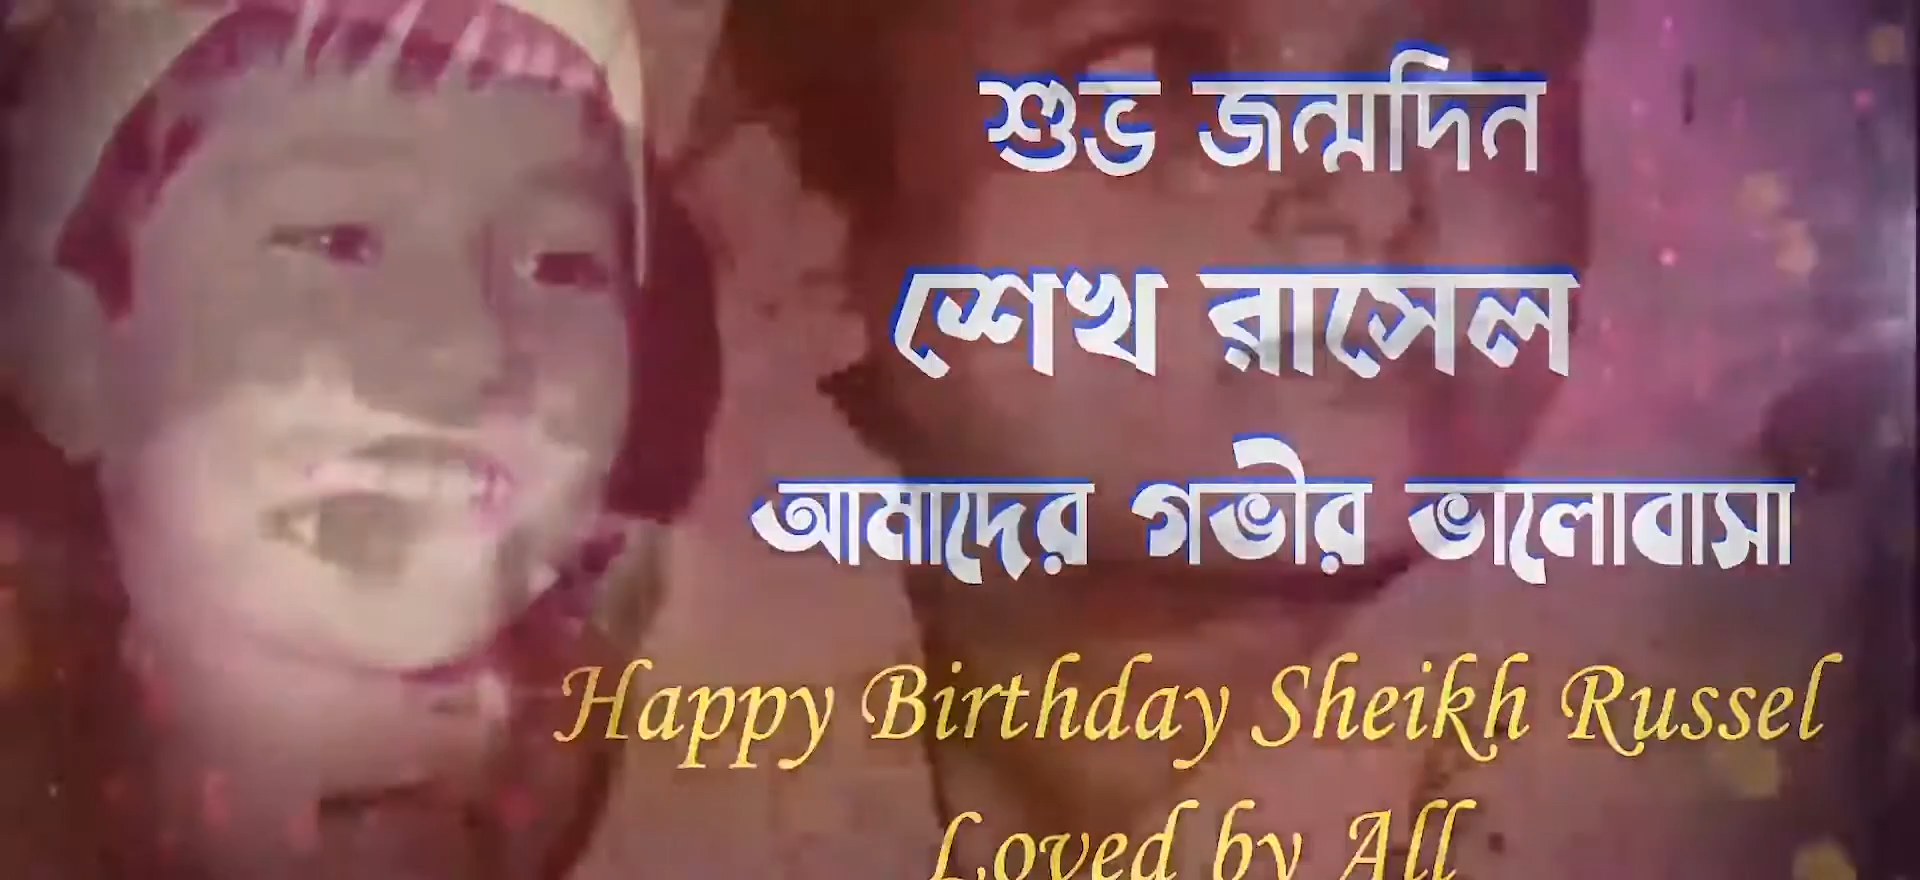 শুভ জন্মদিন
শেখ রাসেল
আমাদের গভীর ভালোবাসা
Happy Birthday Sheikh Russel
Loved by All